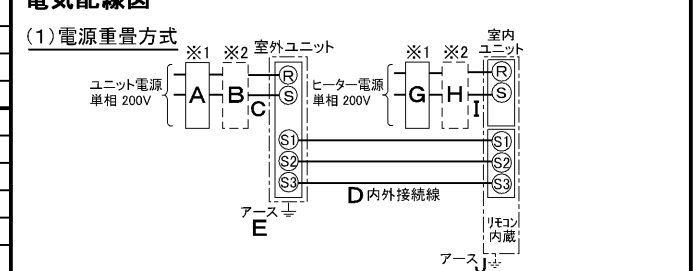 電気配線図
(1)電源重畳方式
※1 ※2 室外ユニット
ユニット電源
単相 200V
A B C
R
S
S1
S2
S3
アース
E
※1 ※2 室内
ユニット
ヒーター電源
単相 200V
G H I
R
S
S1
S2
S3
D 内外接続線
リモコン
内蔵
アース J